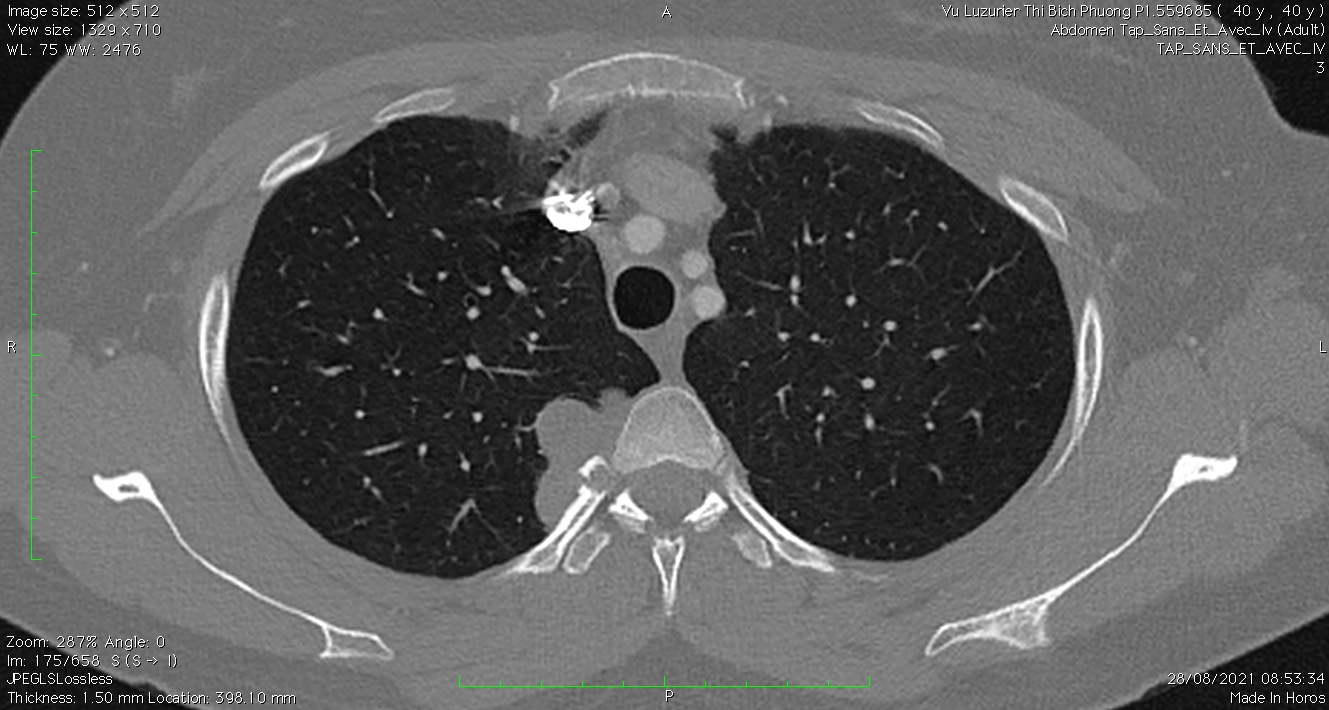 Image size: 512 x 512
View size: 1329 x 710
WL: 75 WW: 2476
A
Vu Luzurier Thi Bich Phuong P1.559685 ( 40 y , 40 y )
Abdomen Tap_Sans_Et_Avec_Iv (Adult)
TAP_SANS_ET_AVEC_IV
3
R
L
Zoom: 287% Angle: 0
Im: 175/658 S (S -> I)
JPEGLSLossless
Thickness: 1.50 mm Location: 398.10 mm
P
28/08/2021 08:53:34
Made In Horos